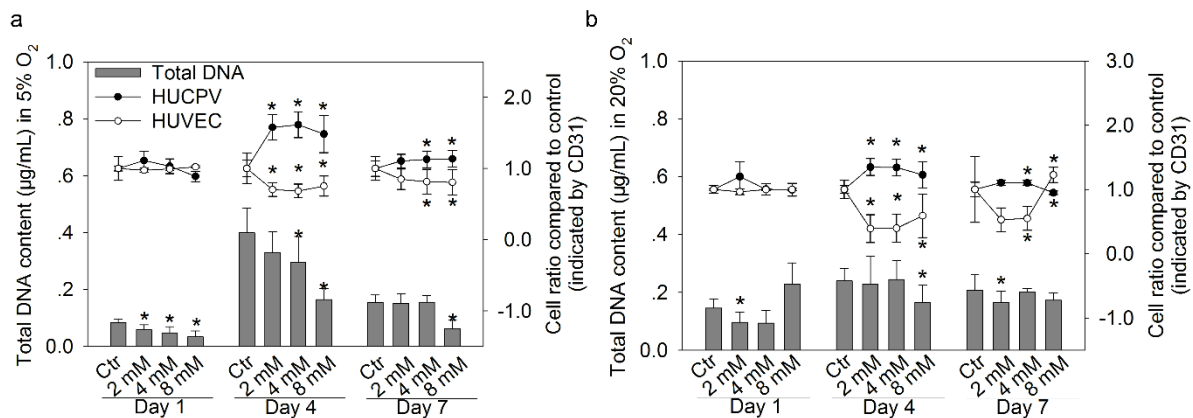 a
Total DNA content (µg/mL) in 5% O2
1.0
0.8
0.6
.4
.2
0.0
Total DNA
HUCPV
HUVEC
* * *
* * *
* *
* *
* * *
* *
*
2.0
1.0
0.0
-1.0
Cell ratio compared to control
(indicated by CD31)
Ctr
2 mM
4 mM
8 mM
Ctr
2 mM
4 mM
8 mM
Ctr
2 mM
4 mM
8 mM
Day 1
Day 4
Day 7
b
Total DNA content (µg/mL) in 20% O2
1.0
0.8
0.6
0.4
0.2
0.0
* * *
* * *
* *
*
*
*
*
3.0
2.0
1.0
0.0
-1.0
Cell ratio compared to control
(indicated by CD31)
Ctr
2 mM
4 mM
8 mM
Ctr
2 mM
4 mM
8 mM
Ctr
2 mM
4 mM
8 mM
Day 1
Day 4
Day 7